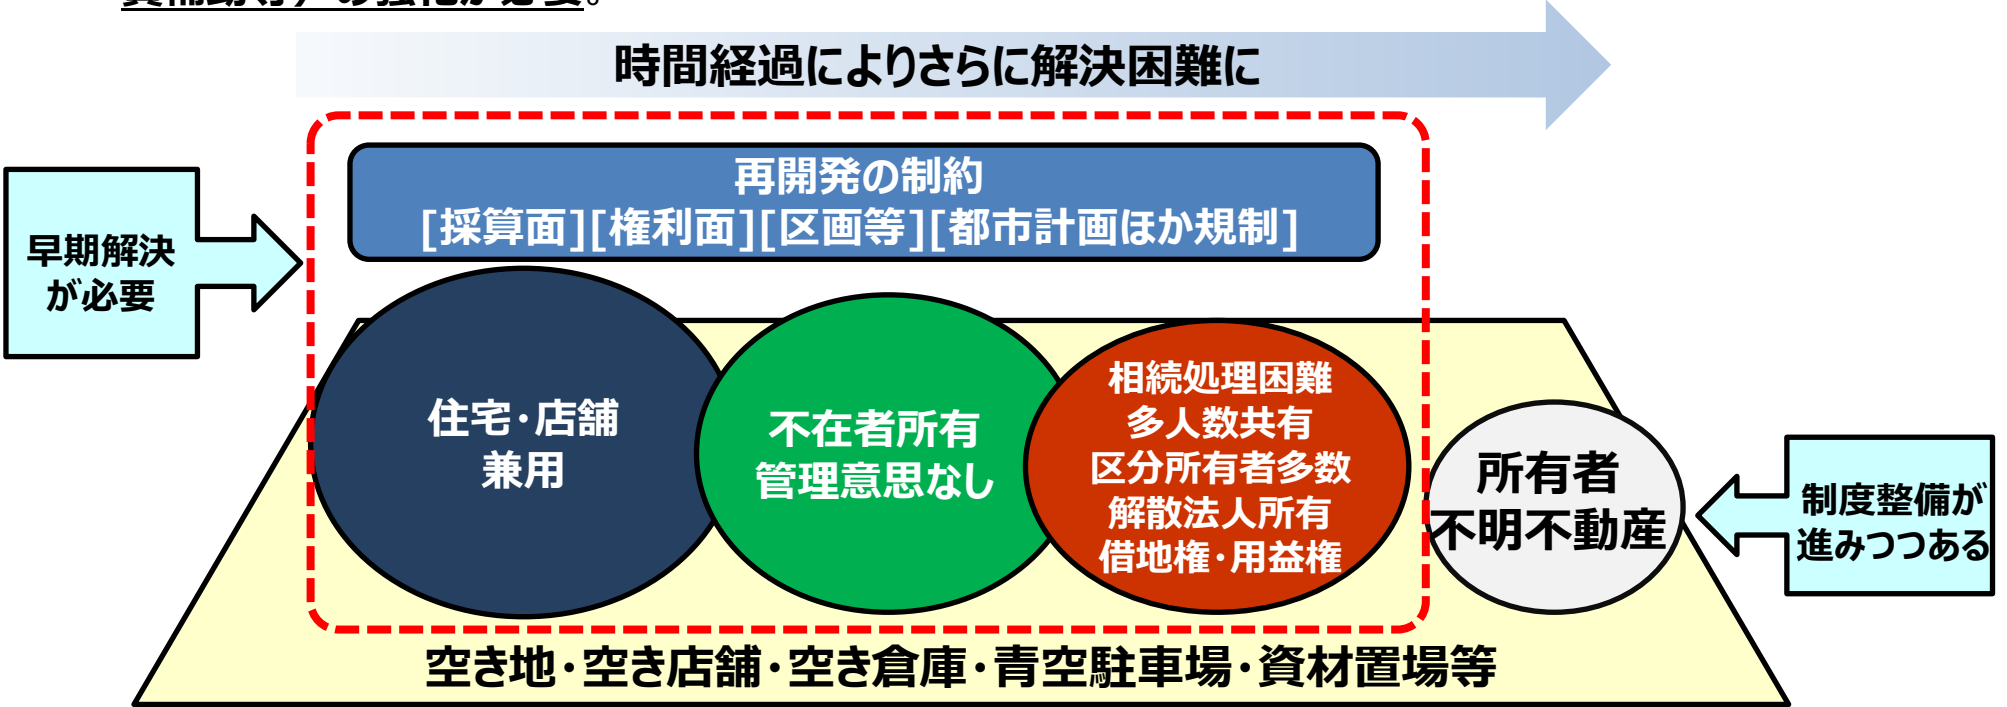 時間経過によりさらに解決困難に
再開発の制約
[採算面][権利面][区画等][都市計画ほか規制]
早期解決
が必要
住宅・店舗
兼用
不在者所有
管理意思なし
相続処理困難
多人数共有
区分所有者多数
解散法人所有
借地権・用益権
所有者
不明不動産
制度整備が
進みつつある
空き地・空き店舗・空き倉庫・青空駐車場・資材置場等